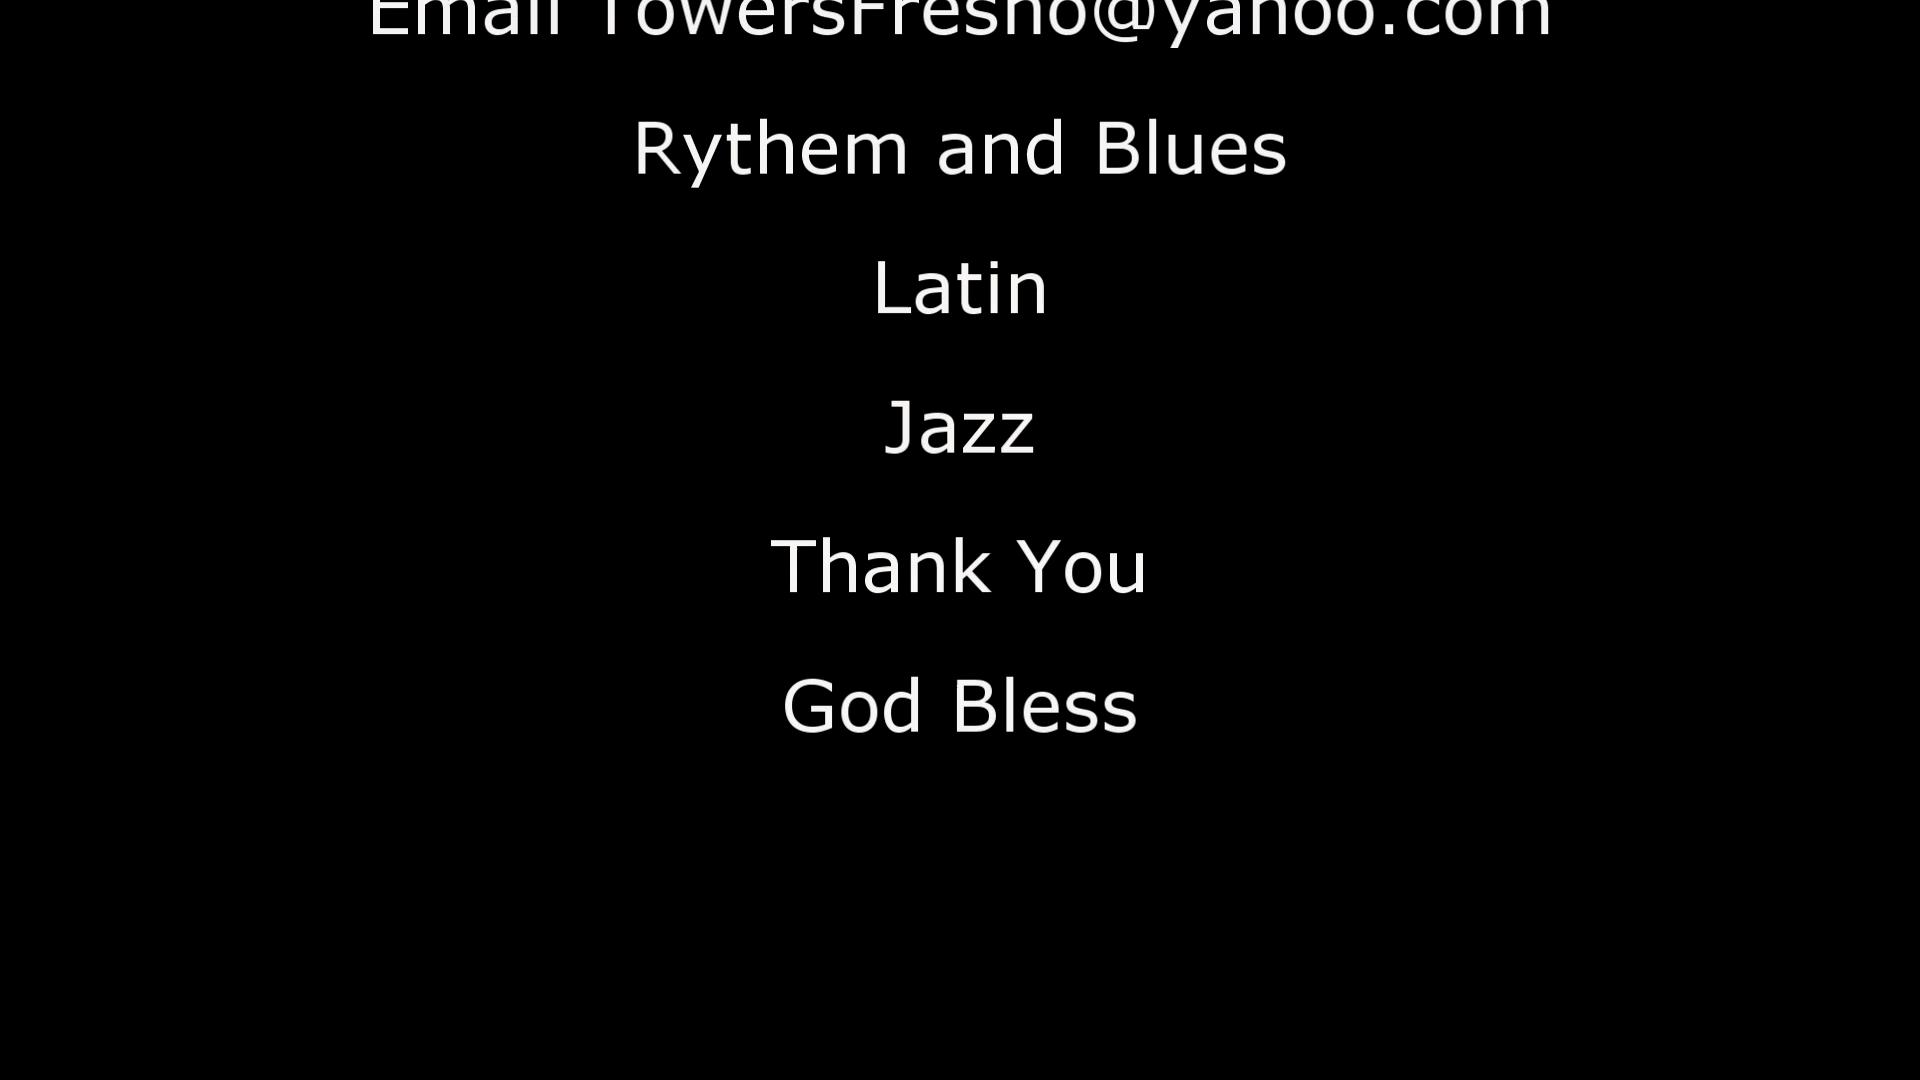 Email TowersFresno@yahoo.com
Rythem and Blues
Latin
Jazz
Thank You
God Bless